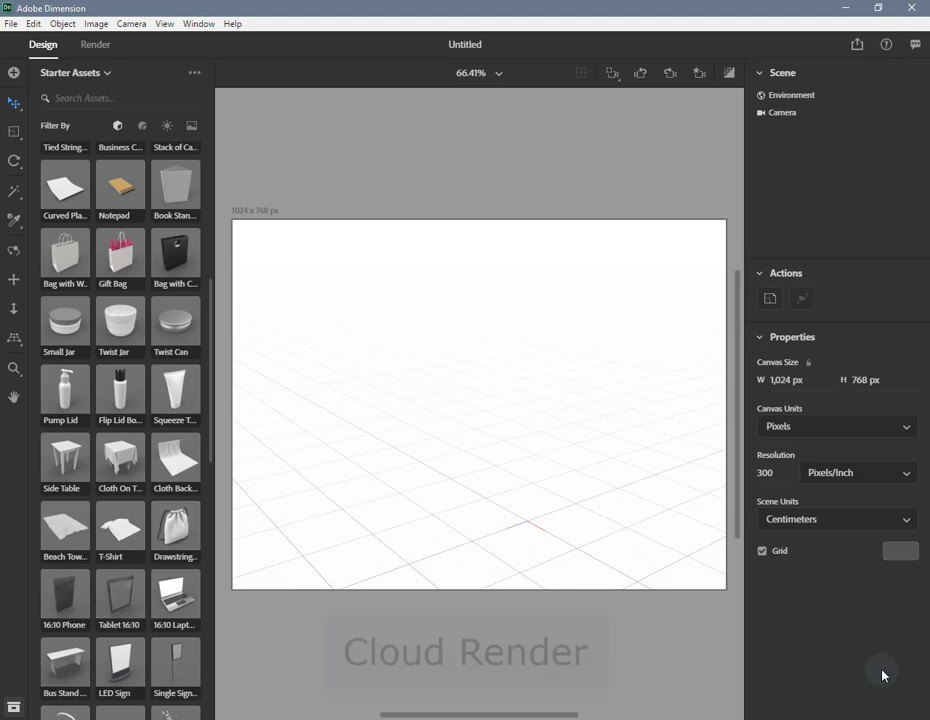 Dn Adobe Dimension
File Edit Object Image Camera View Window Help
Design Render Untitled
Starter Assets
66.41%
Scene
Search Assets...
Environment
Camera
Filter By
Tied String... Business C... Stack of Ca...
Curved Pla... Notepad Book Stan...
1024 x 768 px
Bag with W.. Gift Bag Bag with C...
Actions
Small Jar Twist Jar Twist Can
Properties
Canvas Size
W 1,024 px H 768 px
Pump Lid Flip Lid Bo... Squeeze T...
Canvas Units
Pixels
Resolution
300 Pixels/Inch
Side Table Cloth On T... Cloth Back...
Scene Units
Centimeters
Beach Tow... T-Shirt Drawstring...
Grid
16:10 Phone Tablet 16:10 16:10 Lapt...
Cloud Render
Bus Stand ... LED Sign Single Sign...